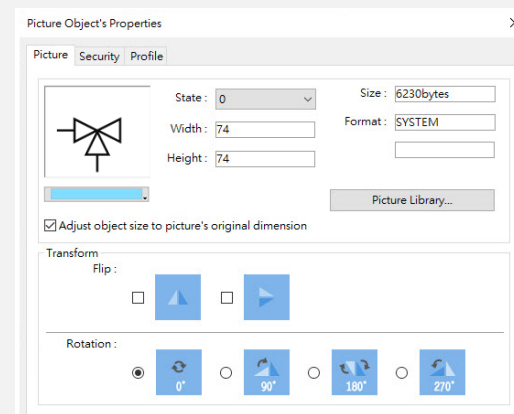 Picture Object's Properties
Picture Security Profile
State : 0
Size : 6230bytes
Width : 74
Format : SYSTEM
Height : 74
Picture Library...
Adjust object size to picture's original dimension
Transform
Flip :
Rotation :
0° 90° 180° 270°